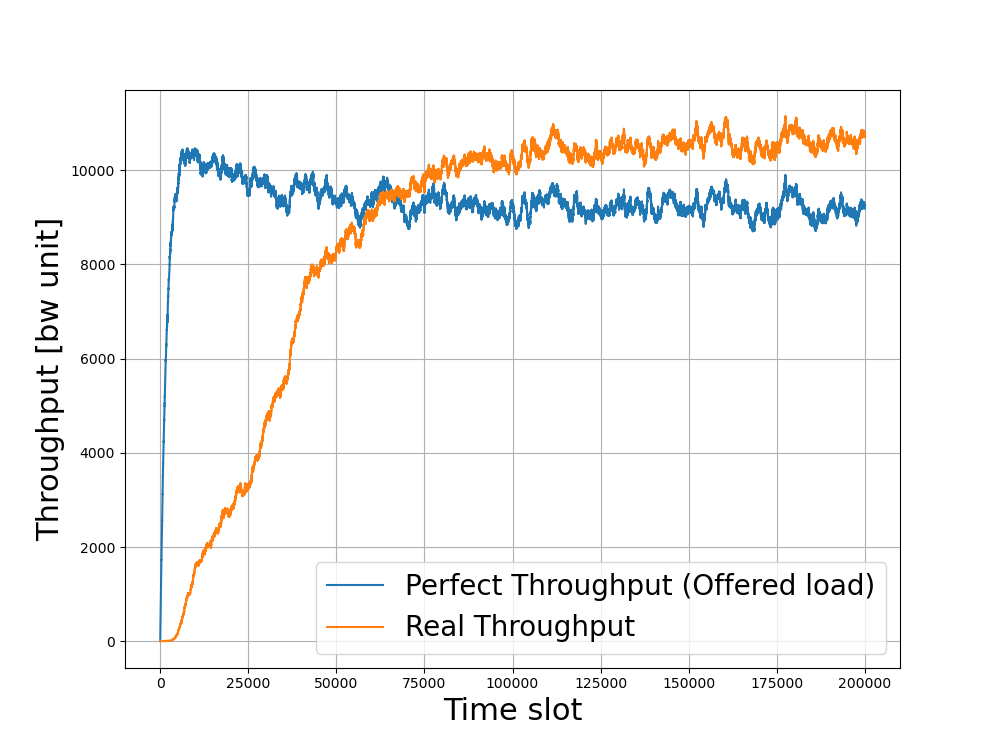 Throughput [bw unit]
10000
8000
6000
4000
2000
0
Perfect Throughput (Offered load)
Real Throughput
0 25000 50000 75000 100000 125000 150000 175000 200000
Time slot